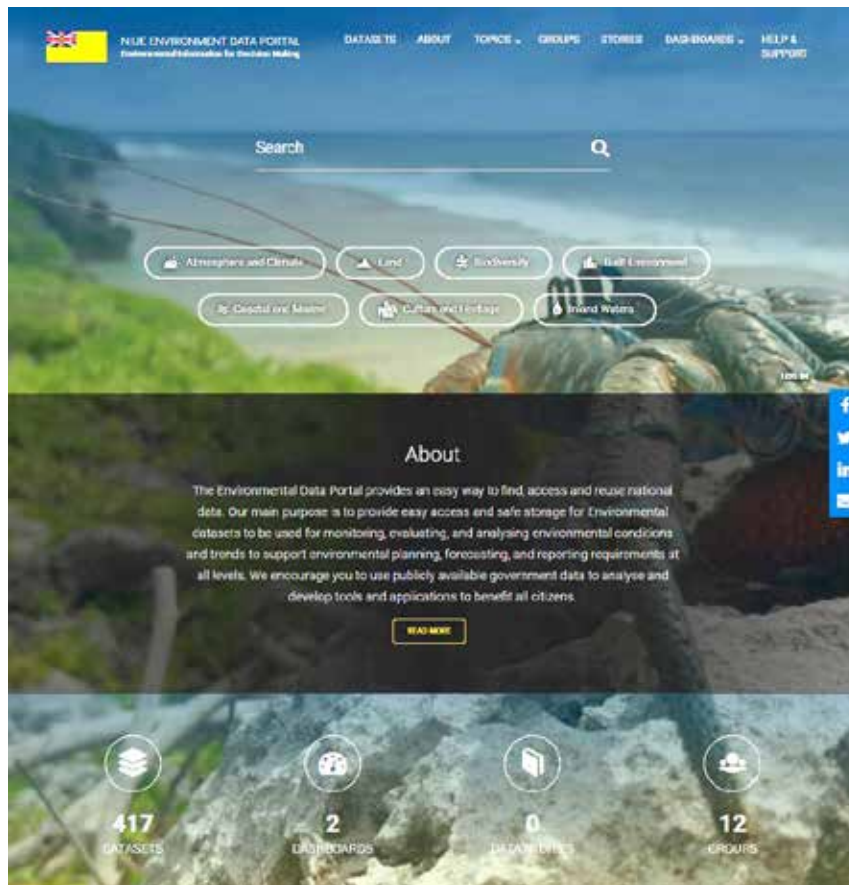 NIUE ENVIRONMENT DATA PORTAL
Environmental Information for Decision Making
DATASETS ABOUT TOPICS GROUPS STORIES DASHBOARDS HELP & SUPPORT
Search
Atmosphere and Climate Land Biodiversity Built Environment
Coastal and Marine Culture and Heritage Inland Waters
LOG IN
About
The Environmental Data Portal provides an easy way to find, access and reuse national
data. Our main purpose is to provide easy access and safe storage for Environmental
datasets to be used for monitoring, evaluating, and analysing environmental conditions
and trends to support environmental planning, forecasting, and reporting requirements at
all levels. We encourage you to use publicly available government data to analyse and
develop tools and applications to benefit all citizens.
READ MORE
417 2 0 12
DATASETS DASHBOARDS GROUPS